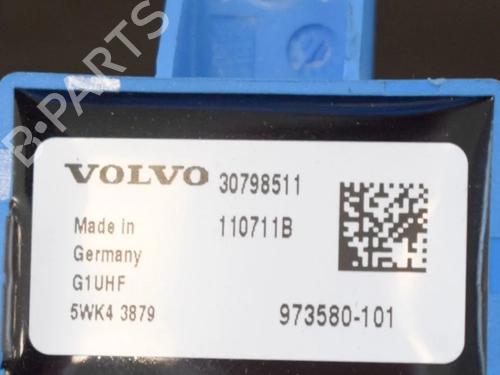 B-PARTS
VOLVO 30798511
Made in 110711B
Germany
G1UHF
5WK4 3879 973580-101